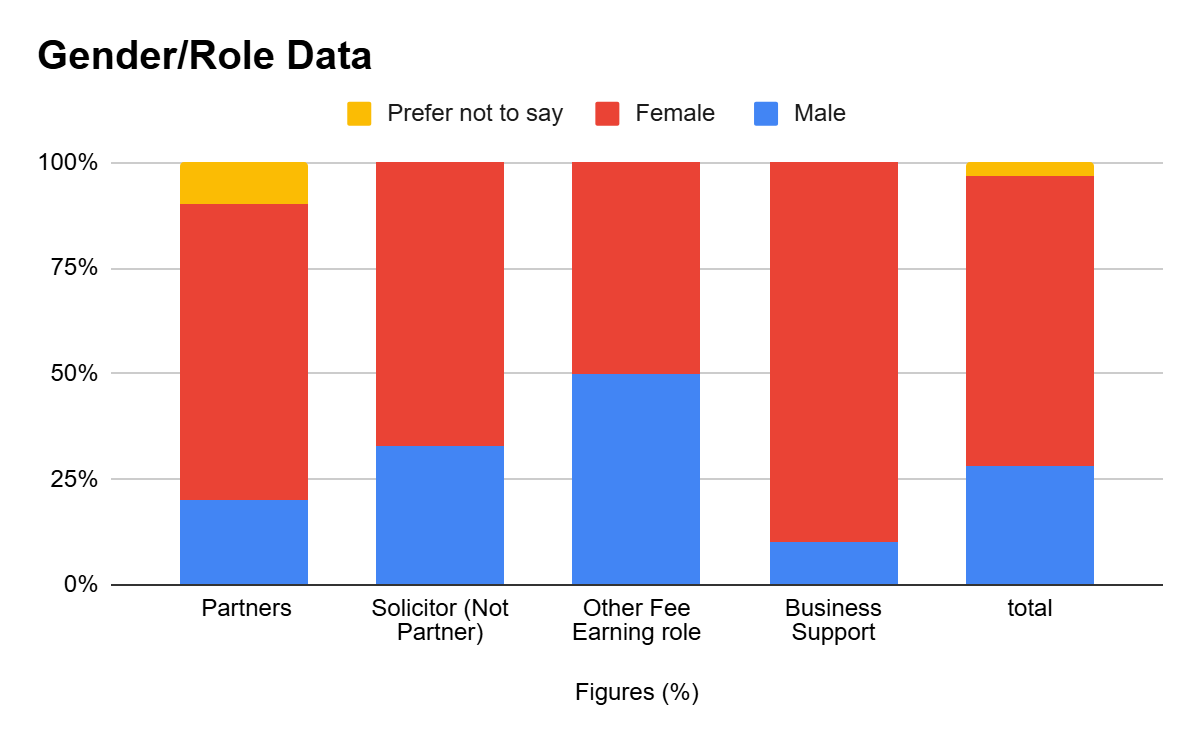 Gender/Role Data
Prefer not to say
Female
Male
100%
75%
50%
25%
0%
Partners
Solicitor (Not
Partner)
Other Fee
Earning role
Business
Support
total
Figures (%)